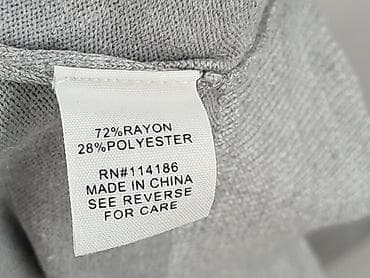 72%RAYON
28%POLYESTER
RN#114186
MADE IN CHINA
SEE REVERSE
FOR CARE